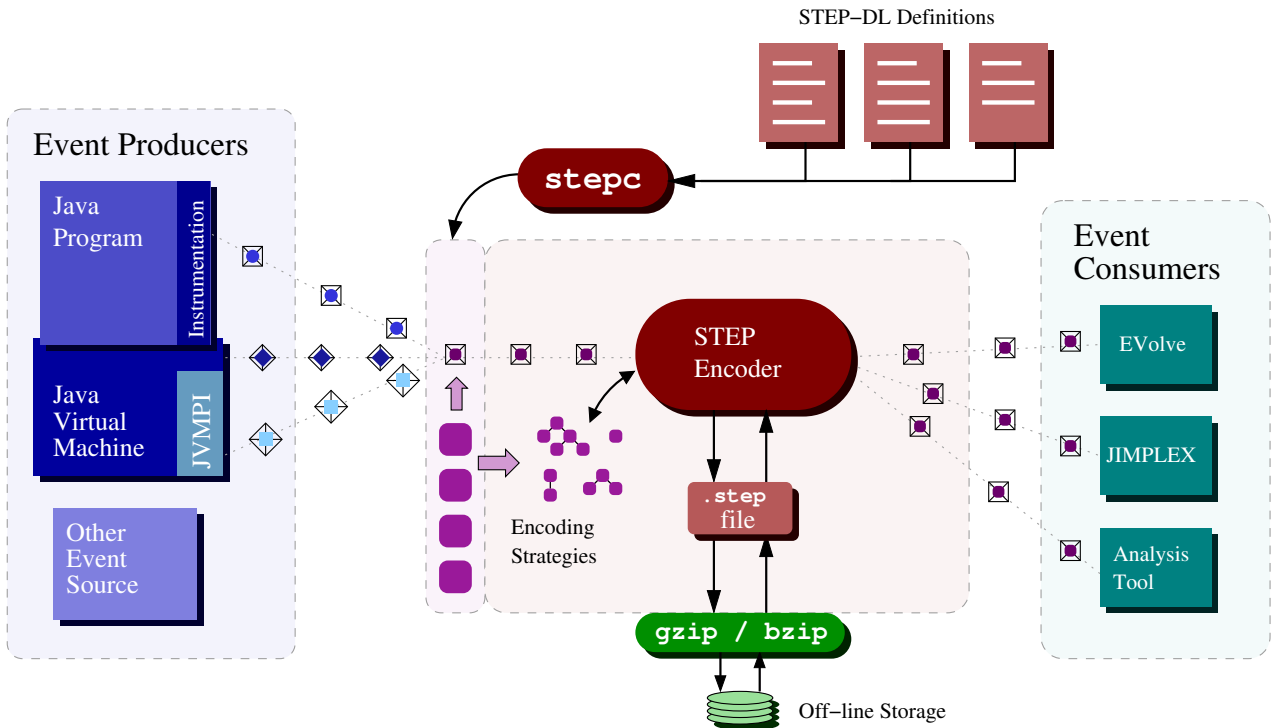 STEP−DL Definitions
Event Producers
Java
Program
Instrumentation
Java
Virtual
Machine
JVMPI
Other
Event
Source
stepc
STEP
Encoder
Encoding
Strategies
.step
file
gzip / bzip
Off−line Storage
Event
Consumers
EVolve
JIMPLEX
Analysis
Tool